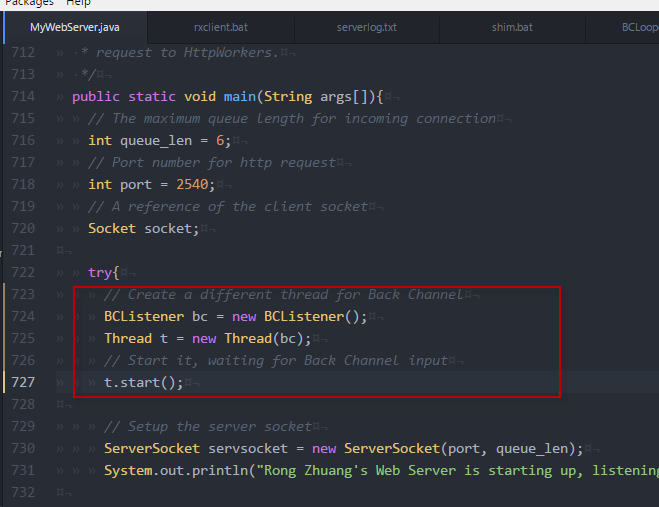 Packages Help
MyWebServer.java rxclient.bat serverlog.txt shim.bat BCLoop
712 * request to HttpWorkers.
713 */
714 public static void main(String args[]){
715 // The maximum queue length for incoming connection
716 int queue_len = 6;
717 // Port number for http request
718 int port = 2540;
719 // A reference of the client socket
720 Socket socket;
721
722 try{
723 // Create a different thread for Back Channel
724 BCListener bc = new BCListener();
725 Thread t = new Thread(bc);
726 // Start it, waiting for Back Channel input
727 t.start();
728
729 // Setup the server socket
730 ServerSocket servsocket = new ServerSocket(port, queue_len);
731 System.out.println("Rong Zhuang's Web Server is starting up, listening
732